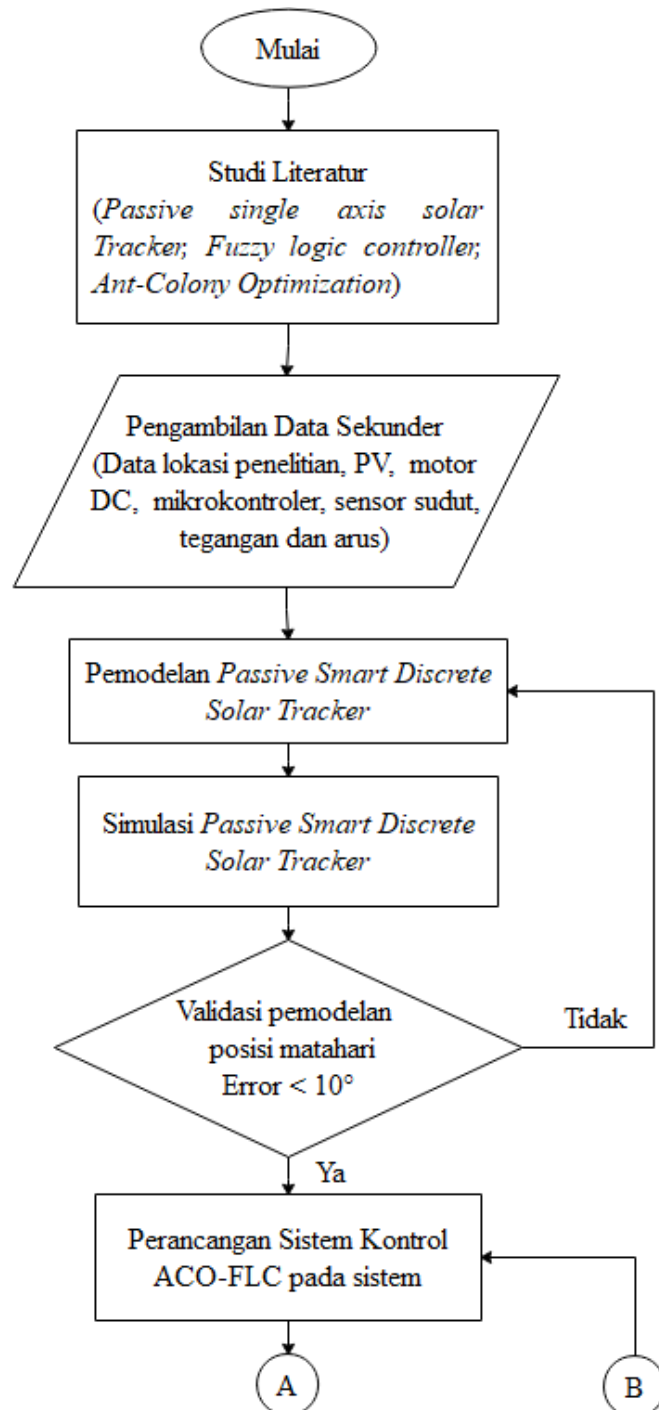 Mulai
Studi Literatur
(Passive single axis solar
Tracker, Fuzzy logic controller,
Ant-Colony Optimization)
Pengambilan Data Sekunder
(Data lokasi penelitian, PV, motor
DC, mikrokontroler, sensor sudut,
tegangan dan arus)
Pemodelan Passive Smart Discrete
Solar Tracker
Simulasi Passive Smart Discrete
Solar Tracker
Validasi pemodelan
posisi matahari
Error < 10°
Tidak
Ya
Perancangan Sistem Kontrol
ACO-FLC pada sistem
A
B